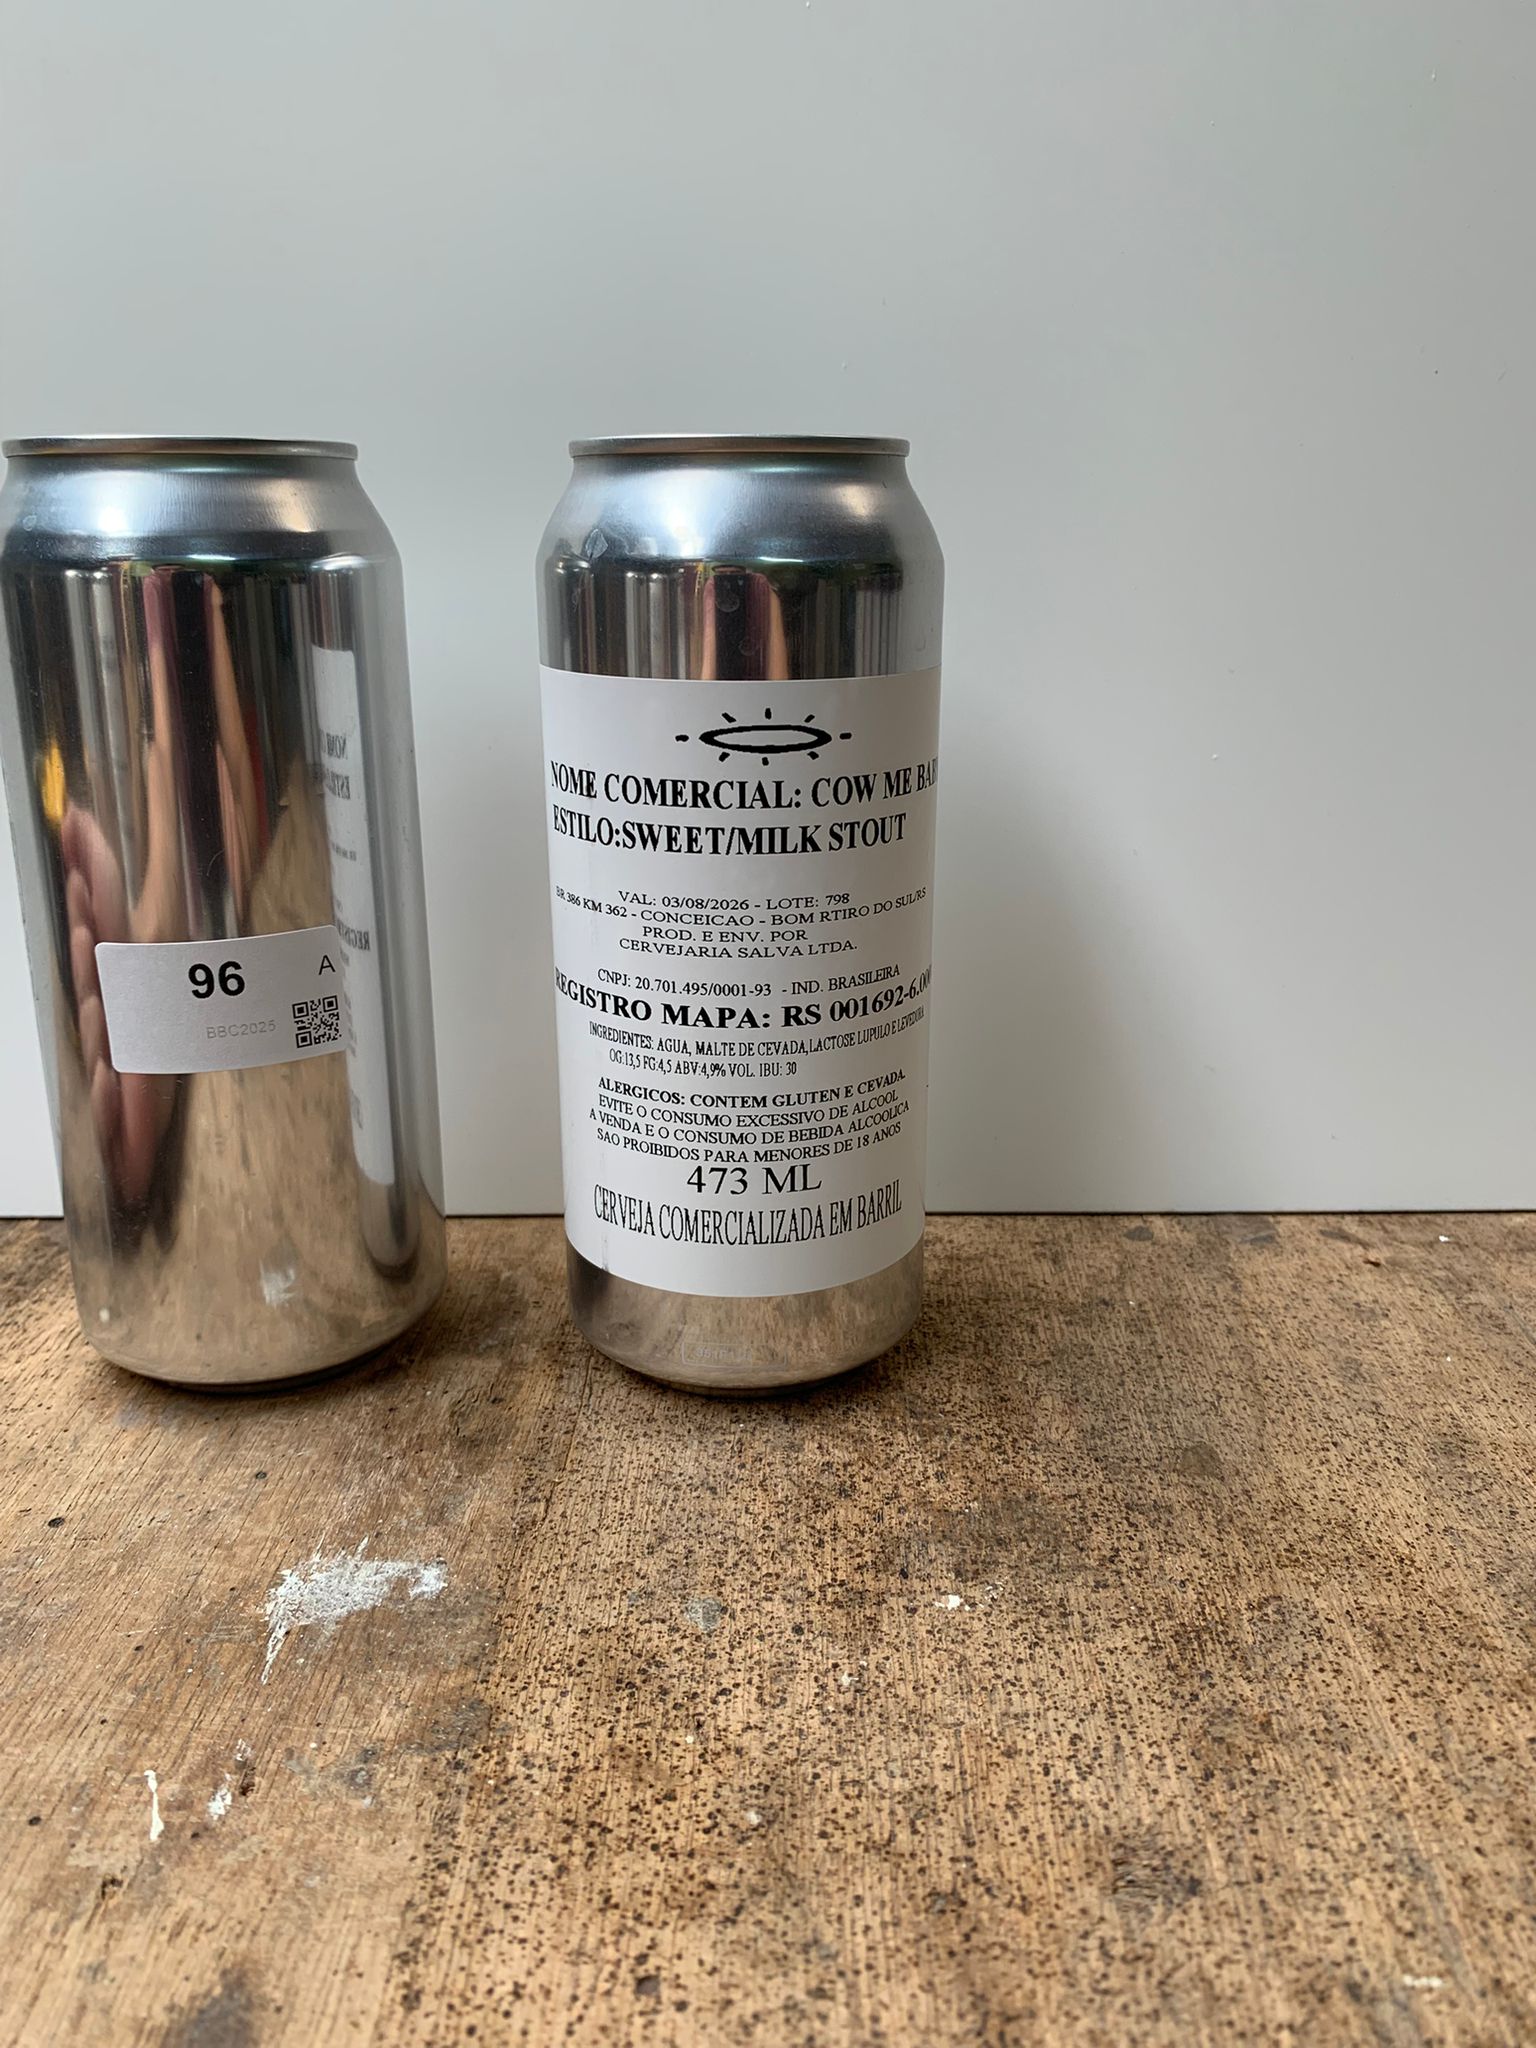 96
A
BBC2025
NOME COMERCIAL: COW ME
ESTILO:SWEET/MILK STOUT
VAL: 03/08/2026 - LOTE: 798
BR 386 KM 362 - CONCEICAO - BOM RTIRO DO SUL/RS
PROD. E ENV. POR
CERVEJARIA SALVA LTDA.
CNPJ: 20.701.495/0001-93 - IND. BRASILEIRA
REGISTRO MAPA: RS 001692-6.00
INGREDIENTES: AGUA, MALTE DE CEVADA,LACTOSE LUPULO E LEVEDURA
OG:13,5 FG:4,5 ABV:4,9% VOL. IBU: 30
ALERGICOS: CONTEM GLUTEN E CEVADA.
EVITE O CONSUMO EXCESSIVO DE ALCOOL
A VENDA E O CONSUMO DE BEBIDA ALCOOLICA
SAO PROIBIDOS PARA MENORES DE 18 ANOS
473 ML
CERVEJA COMERCIALIZADA EM BARRIL